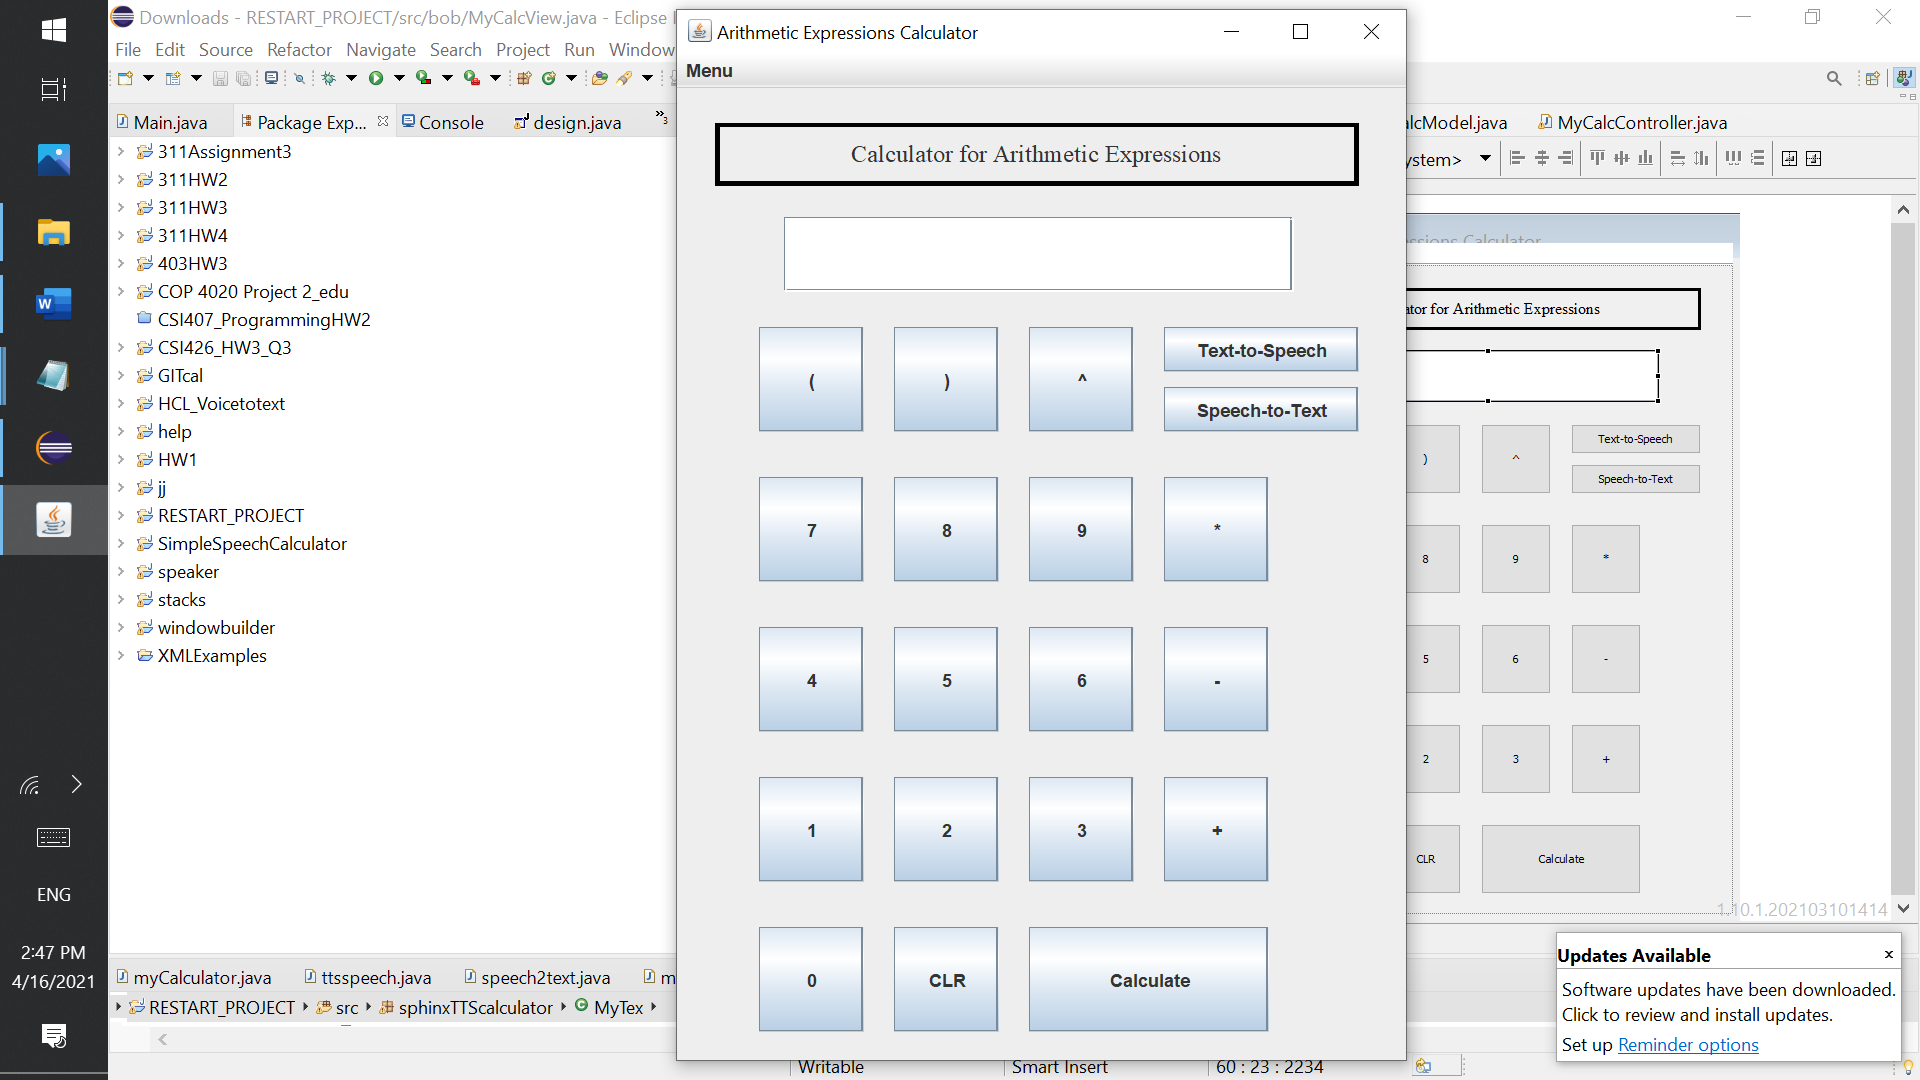 Downloads - RESTART_PROJECT/src/bob/MyCalcView.java - Eclipse
File Edit Source Refactor Navigate Search Project Run Window
Main.java Package Exp... Console design.java »3
311Assignment3
311HW2
311HW3
311HW4
403HW3
COP 4020 Project 2_edu
CSI407_ProgrammingHW2
CSI426_HW3_Q3
GITcal
HCL_Voicetotext
help
HW1
jj
RESTART_PROJECT
SimpleSpeechCalculator
speaker
stacks
windowbuilder
XMLExamples
myCalculator.java ttsspeech.java speech2text.java m
RESTART_PROJECT src sphinxTTScalculator MyTex
Arithmetic Expressions Calculator
Menu
Calculator for Arithmetic Expressions
( ) ^ Text-to-Speech
Speech-to-Text
7 8 9 *
4 5 6 -
1 2 3 +
0 CLR Calculate
lcModel.java MyCalcController.java
ystem>
ssions Calculator
ator for Arithmetic Expressions
) ^ Text-to-Speech
Speech-to-Text
8 9 *
5 6 -
2 3 +
CLR Calculate
1.10.1.202103101414
Updates Available ×
Software updates have been downloaded.
Click to review and install updates.
Set up Reminder options
Writable Smart Insert 60 : 23 : 2234
W
ENG
2:47 PM
4/16/2021